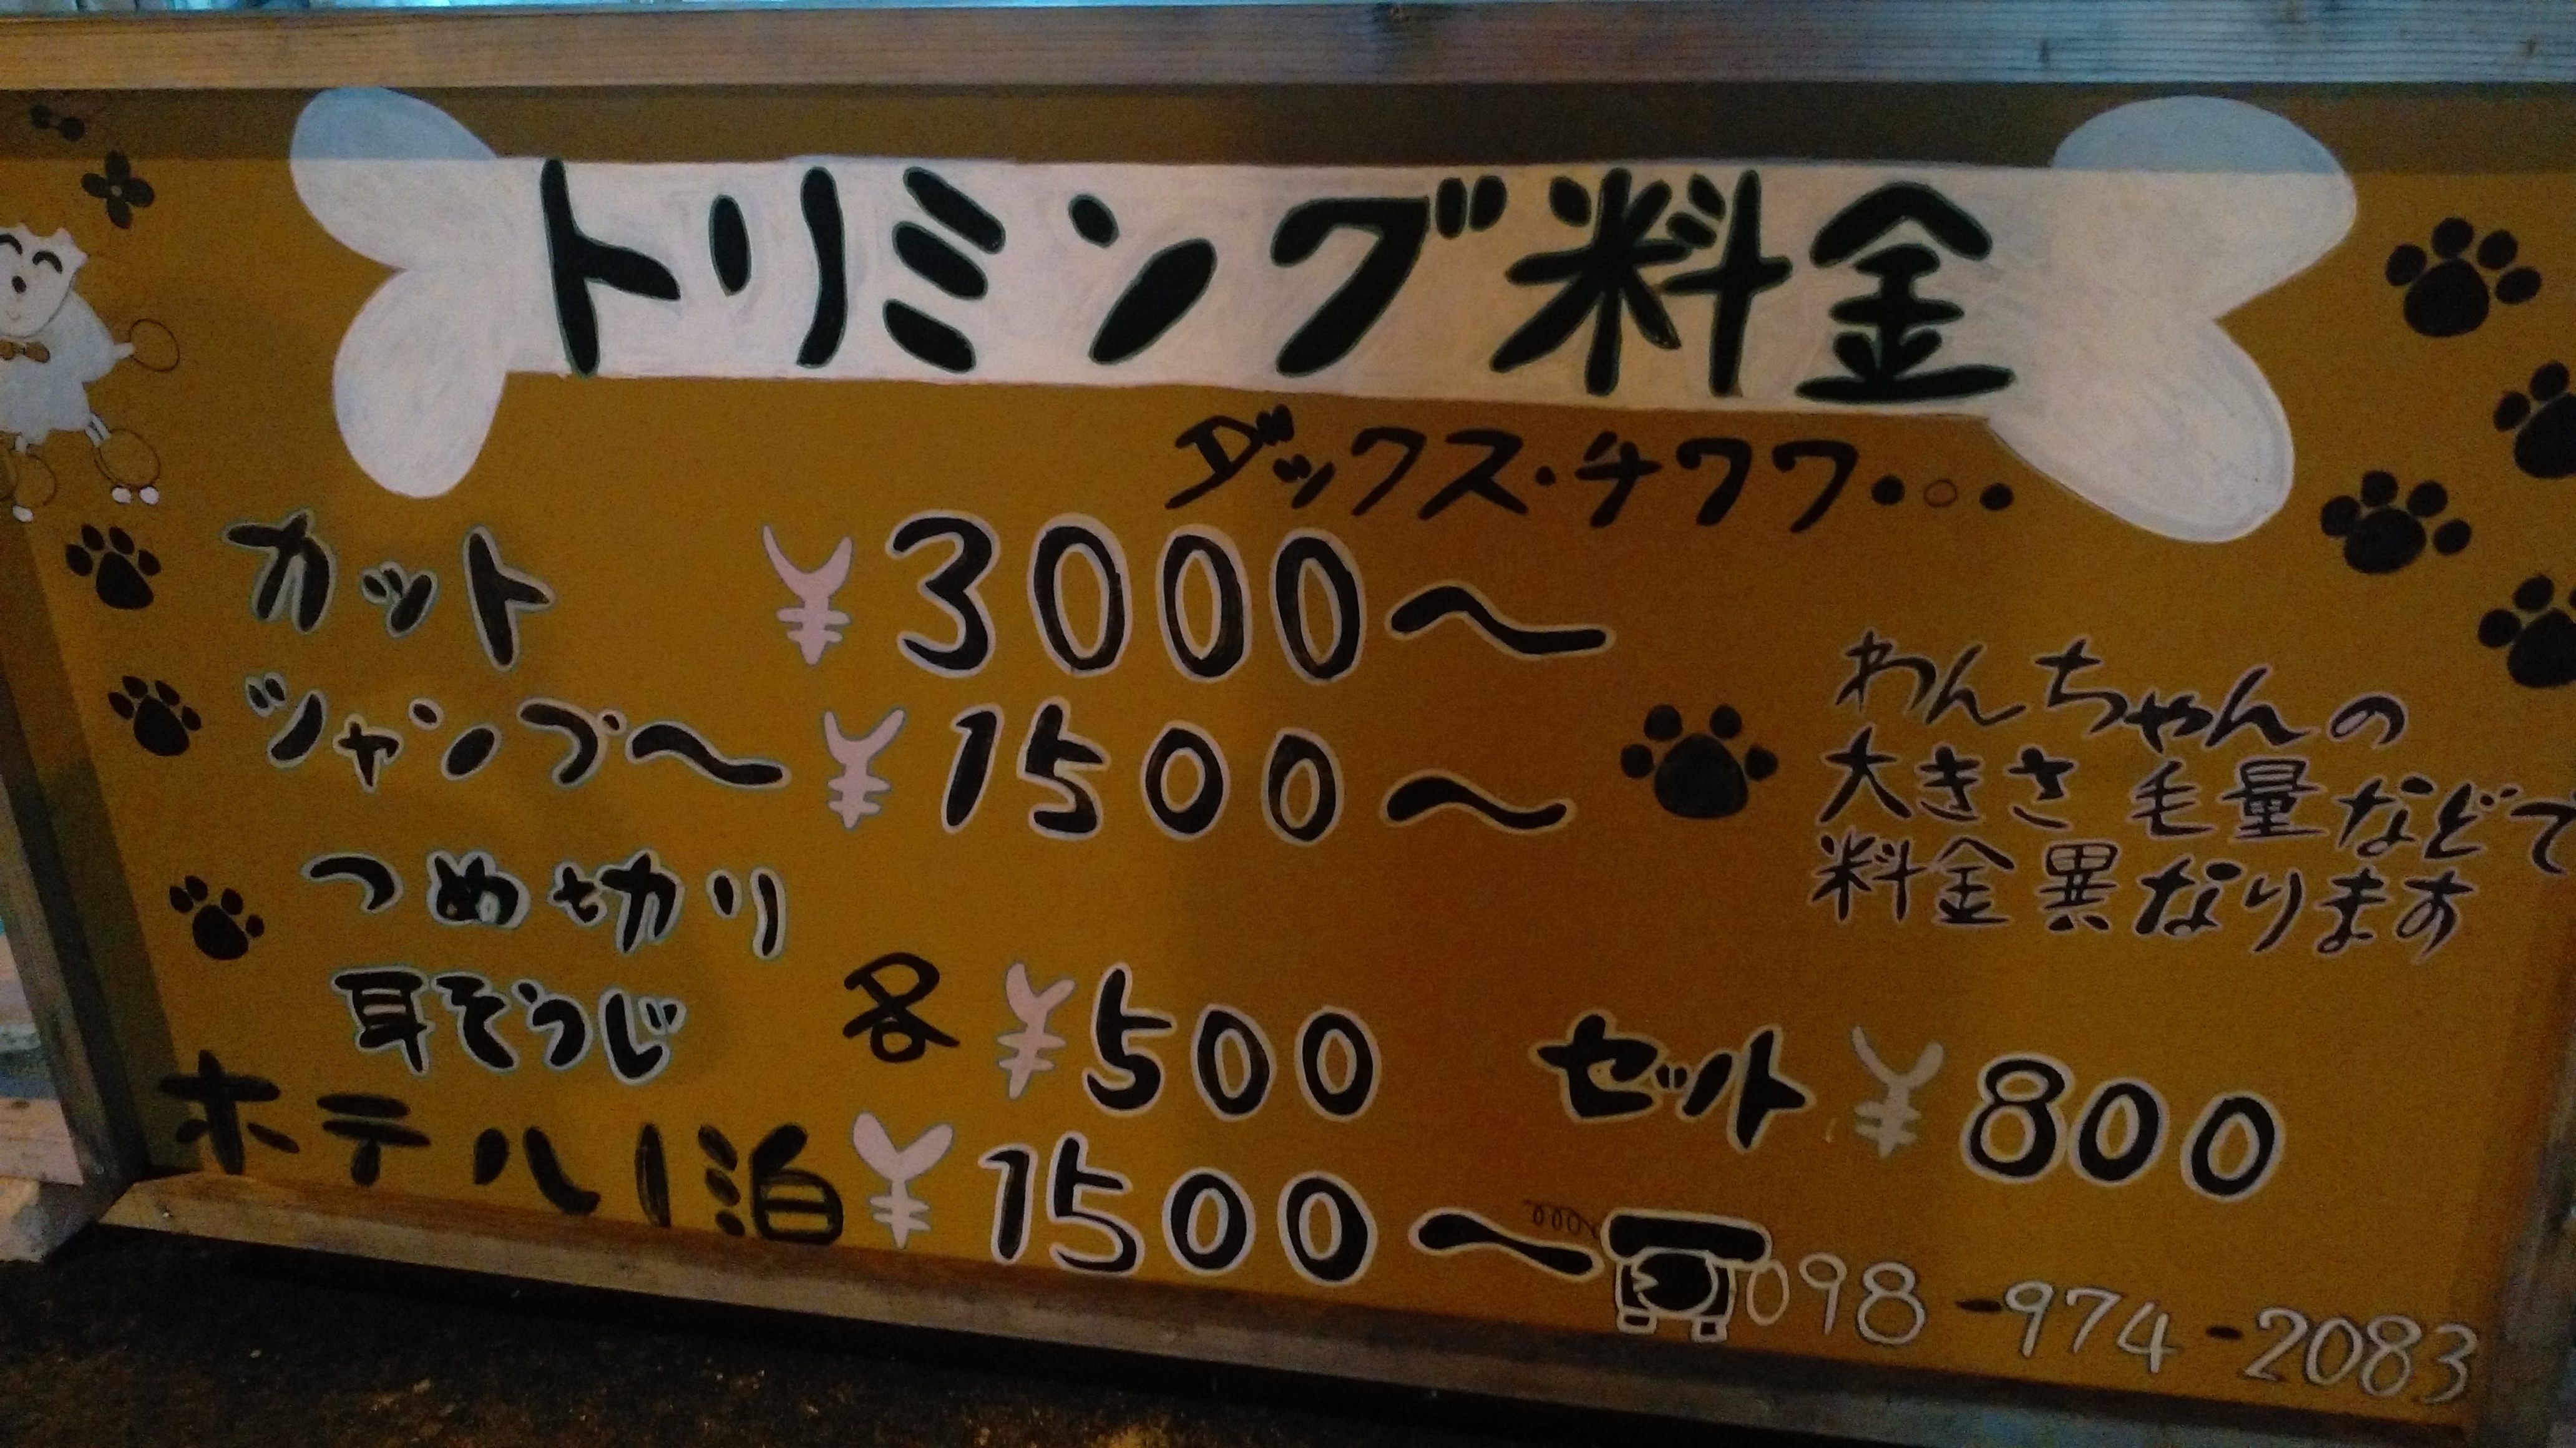 トリミング料金
ダックス・チワワ・・・
カット ¥3000〜
シャンプ〜 ¥1500〜
わんちゃんの
大きさ毛量などで
料金異なります
つめ切り
耳そうじ 各¥500 セット¥800
ホテル1泊¥1500〜
098-974-2083